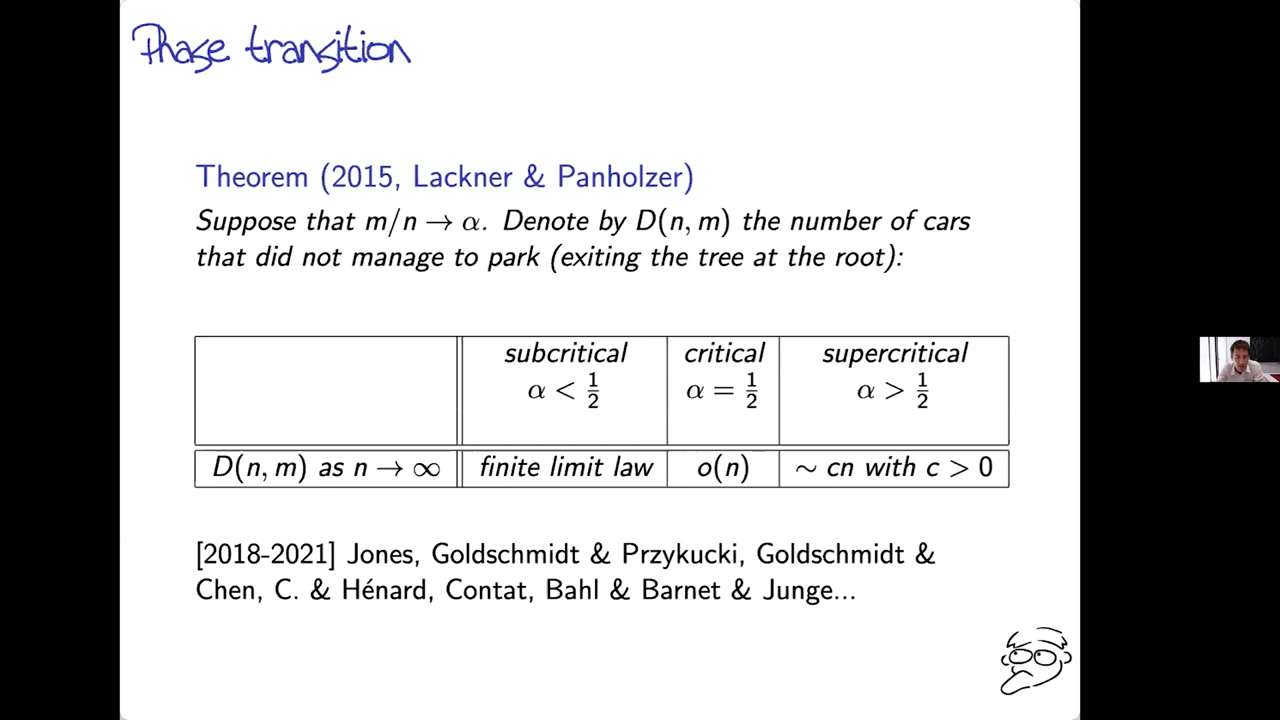 Phase transition
Theorem (2015, Lackner & Panholzer)
Suppose that m/n → α. Denote by D(n, m) the number of cars
that did not manage to park (exiting the tree at the root):
subcritical critical supercritical
α < 1/2 α = 1/2 α > 1/2
D(n, m) as n → ∞ finite limit law o(n) ∼ cn with c > 0
[2018-2021] Jones, Goldschmidt & Przykucki, Goldschmidt &
Chen, C. & Hénard, Contat, Bahl & Barnet & Junge...